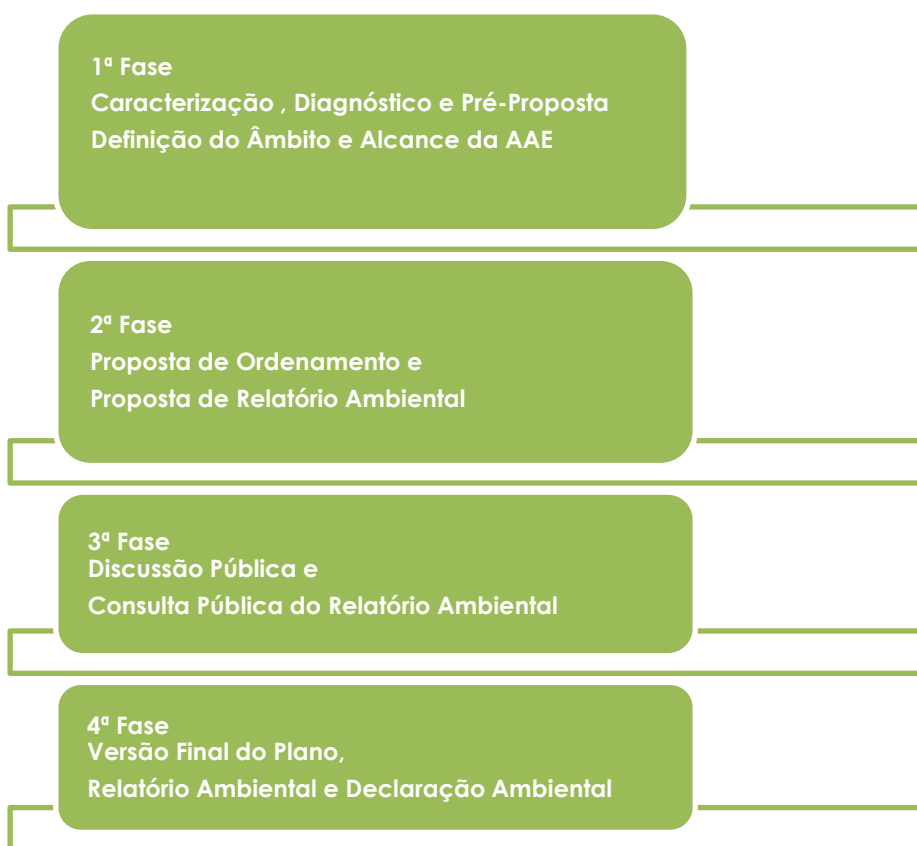 1ª Fase
Caracterização , Diagnóstico e Pré-Proposta
Definição do Âmbito e Alcance da AAE
2ª Fase
Proposta de Ordenamento e
Proposta de Relatório Ambiental
3ª Fase
Discussão Pública e
Consulta Pública do Relatório Ambiental
4ª Fase
Versão Final do Plano,
Relatório Ambiental e Declaração Ambiental